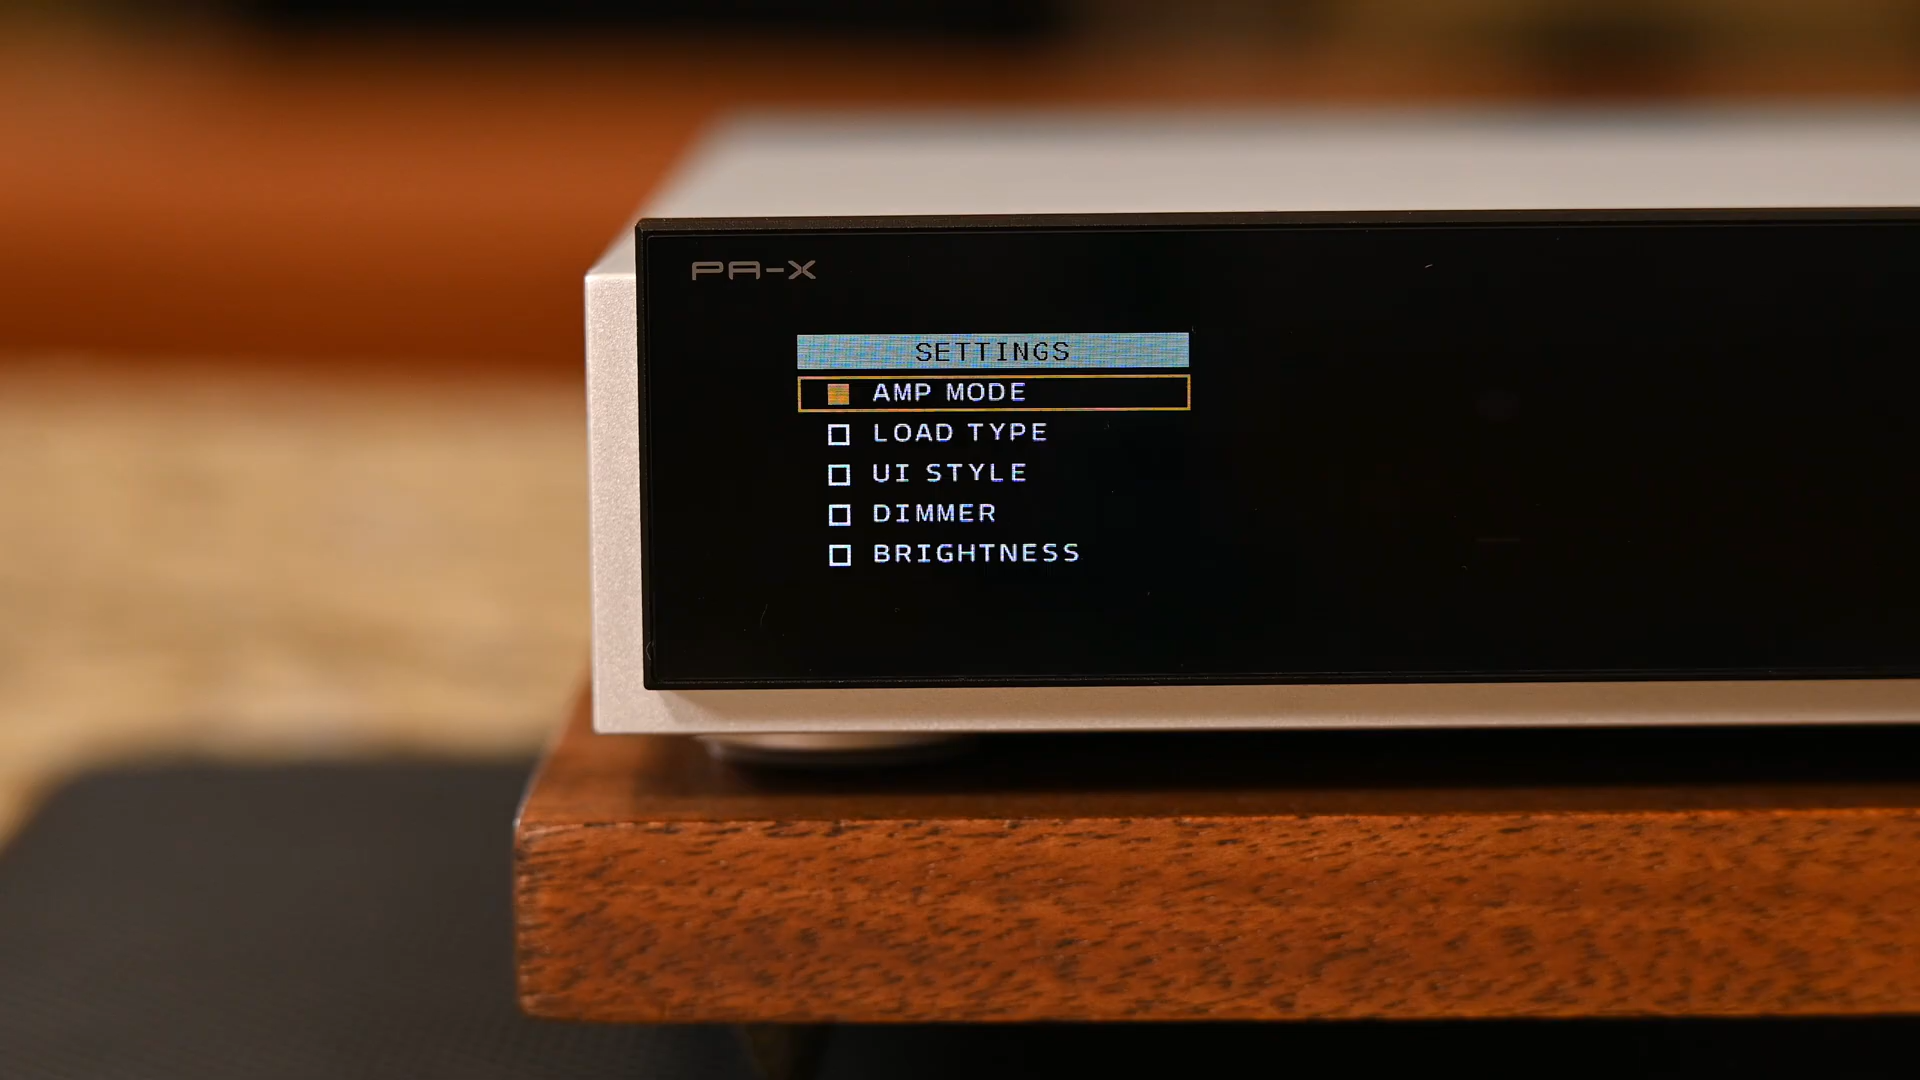 PA-X
SETTINGS
AMP MODE
LOAD TYPE
UI STYLE
DIMMER
BRIGHTNESS